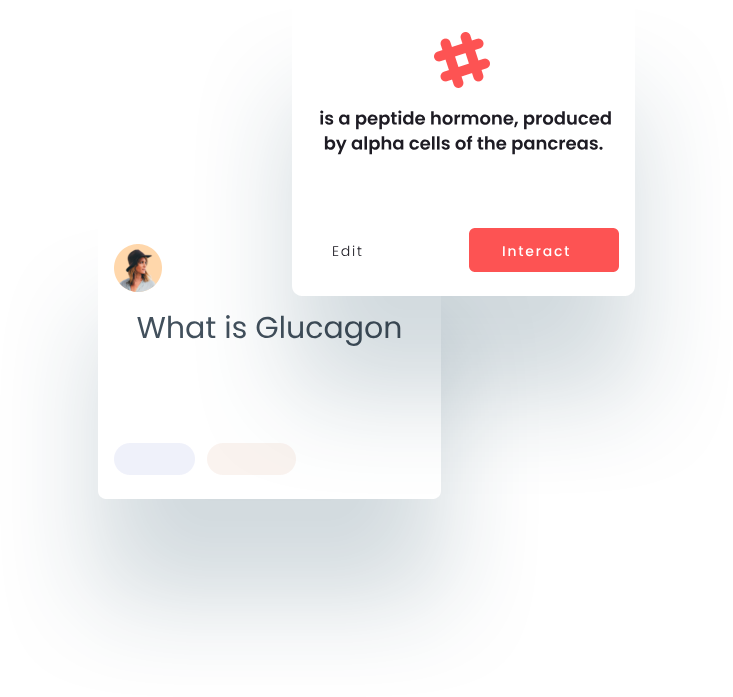 is a peptide hormone, produced
by alpha cells of the pancreas.
Edit
Interact
What is Glucagon